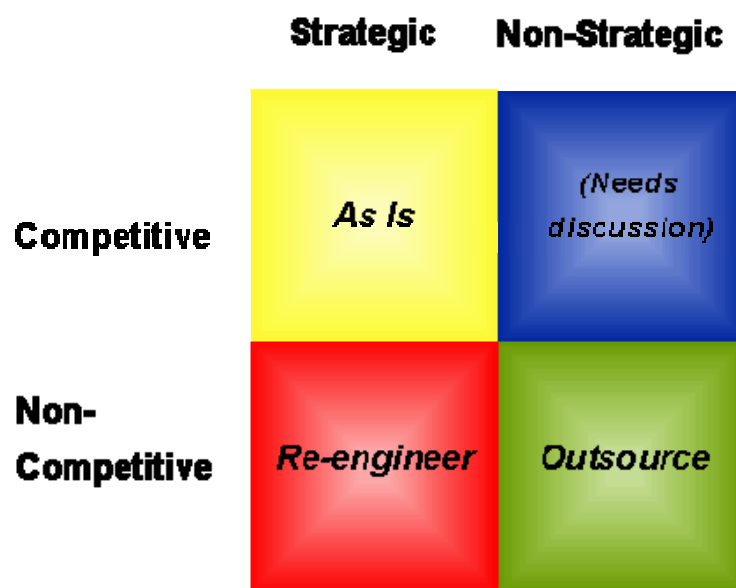 Strategic Non-Strategic
Competitive
As Is
(Needs
discussion)
Non-
Competitive
Re-engineer
Outsource